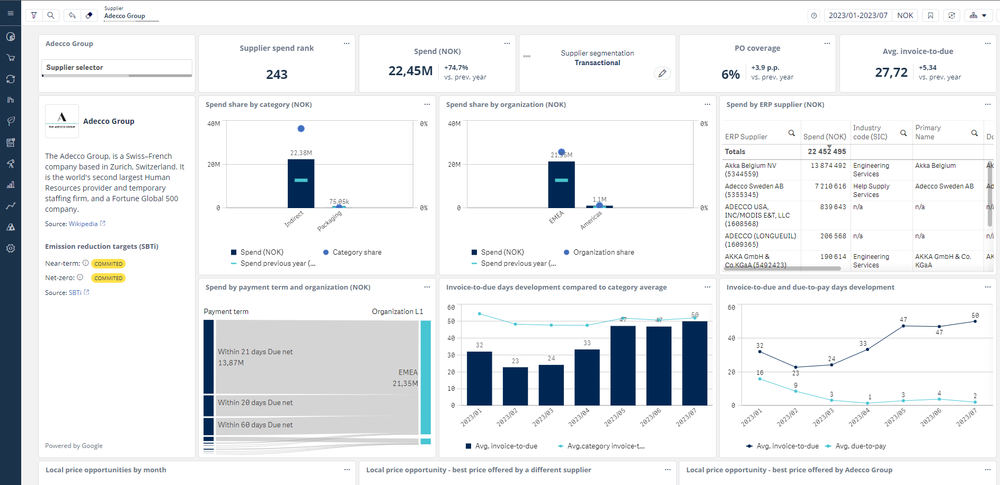 Supplier
Adecco Group
2023/01-2023/07
NOK
Adecco Group
Supplier selector
Supplier spend rank
243
Spend (NOK)
22,45M
+74,7%
vs. prev. year
Supplier segmentation
Transactional
PO coverage
6%
+3,9 p.p.
vs. prev. year
Avg. invoice-to-due
27,72
+5,34
vs. prev. year
A
THE ADECCO GROUP
Adecco Group
The Adecco Group, is a Swiss–French
company based in Zurich, Switzerland. It
is the world's second largest Human
Resources provider and temporary
staffing firm, and a Fortune Global 500
company.
Source: Wikipedia
Emission reduction targets (SBTi)
Near-term: COMMITED
Net-zero: COMMITED
Source: SBTi
Powered by Google
Spend share by category (NOK)
40M
20M
0
0%
0%
22,38M
75,05k
Indirect
Packaging
Spend (NOK)
Category share
Spend previous year (...
Spend share by organization (NOK)
40M
20M
0
0%
0%
21,35M
1,1M
EMEA
Americas
Spend (NOK)
Organization share
Spend previous year (...
Spend by ERP supplier (NOK)
ERP Supplier
Spend (NOK)
Industry
code (SIC)
Primary
Name
Do
Totals
22 452 495
Akka Belgium NV
(5344559)
13 874 492
Engineering
Services
Akka Belgium
Ak
Adecco Sweden AB
(5355345)
7 210 616
Help Supply
Services
Adecco Sweden AB
Ad
ADECCO USA,
INC/MODIS E&T, LLC
(1608568)
839 643
n/a
n/a
n/a
ADECCO (LONGUEUIL)
(1609365)
206 568
n/a
n/a
n/a
AKKA GmbH &
Co.KGaA (5492423)
190 614
Engineering
Services
AKKA GmbH & Co.
KGaA
AK
Spend by payment term and organization (NOK)
Payment term
Organization L1
Within 21 days Due net
13,87M
EMEA
21,35M
Within 20 days Due net
Within 60 days Due net
Invoice-to-due days development compared to category average
60
50
40
30
20
10
0
32
23
24
33
47
47
50
2023/01
2023/02
2023/03
2023/04
2023/05
2023/06
2023/07
Avg. invoice-to-due
Avg.category invoice-t...
Invoice-to-due and due-to-pay days development
60
40
20
0
32
23
24
33
47
47
50
16
9
3
1
3
4
2
2023/01
2023/02
2023/03
2023/04
2023/05
2023/06
2023/07
Avg. invoice-to-due
Avg. due-to-pay
Local price opportunities by month
Local price opportunity - best price offered by a different supplier
Local price opportunity - best price offered by Adecco Group